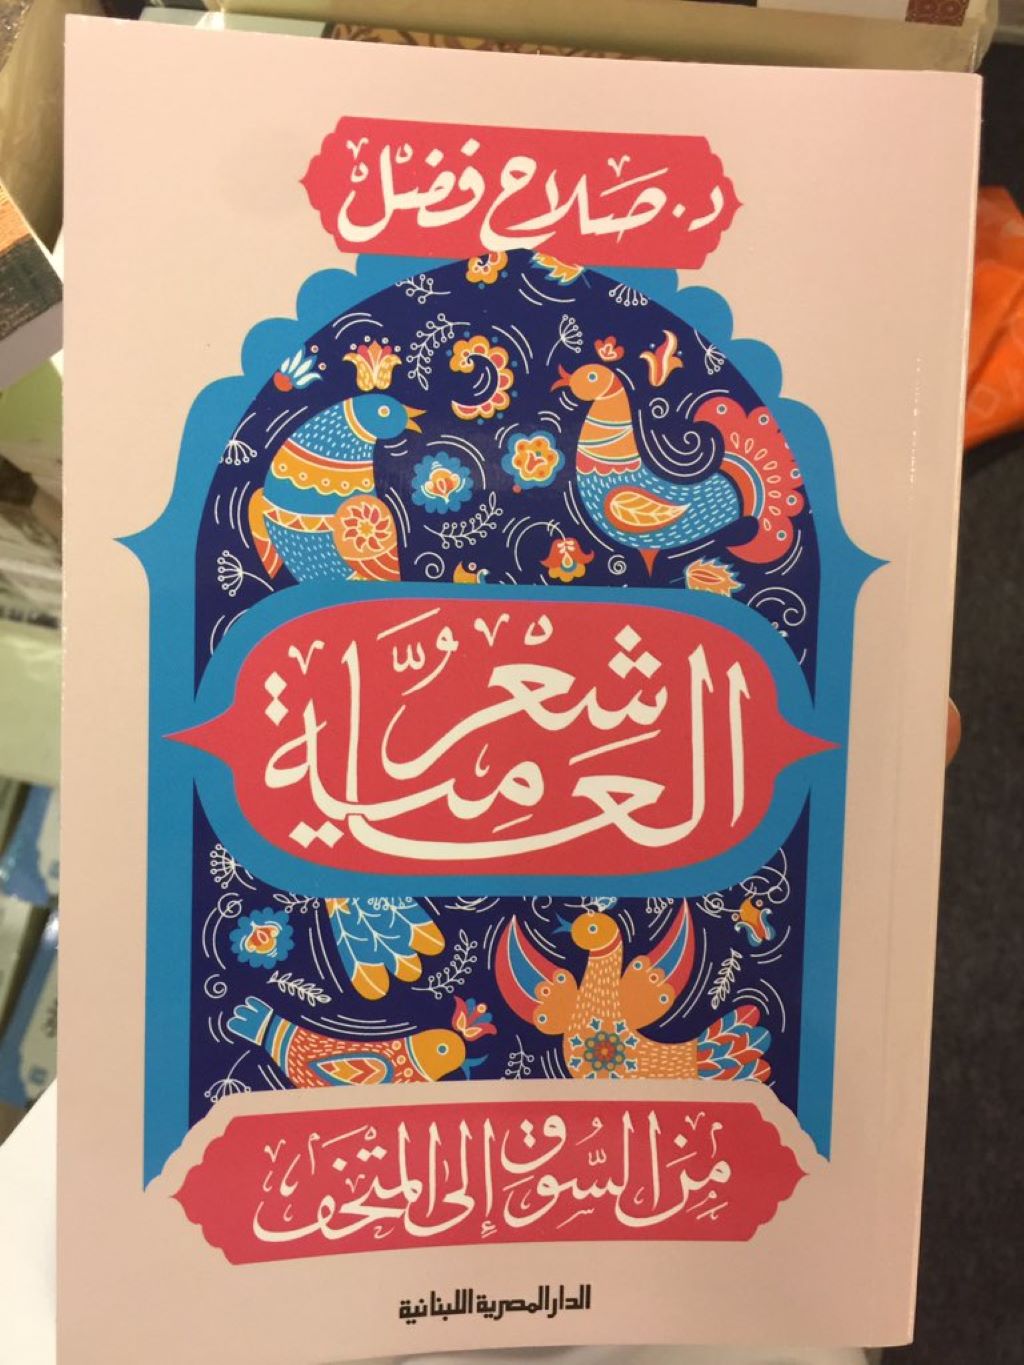 د. صلاح فضل
شعر
العامية
من السوق إلى المتحف
الدار المصرية اللبنانية